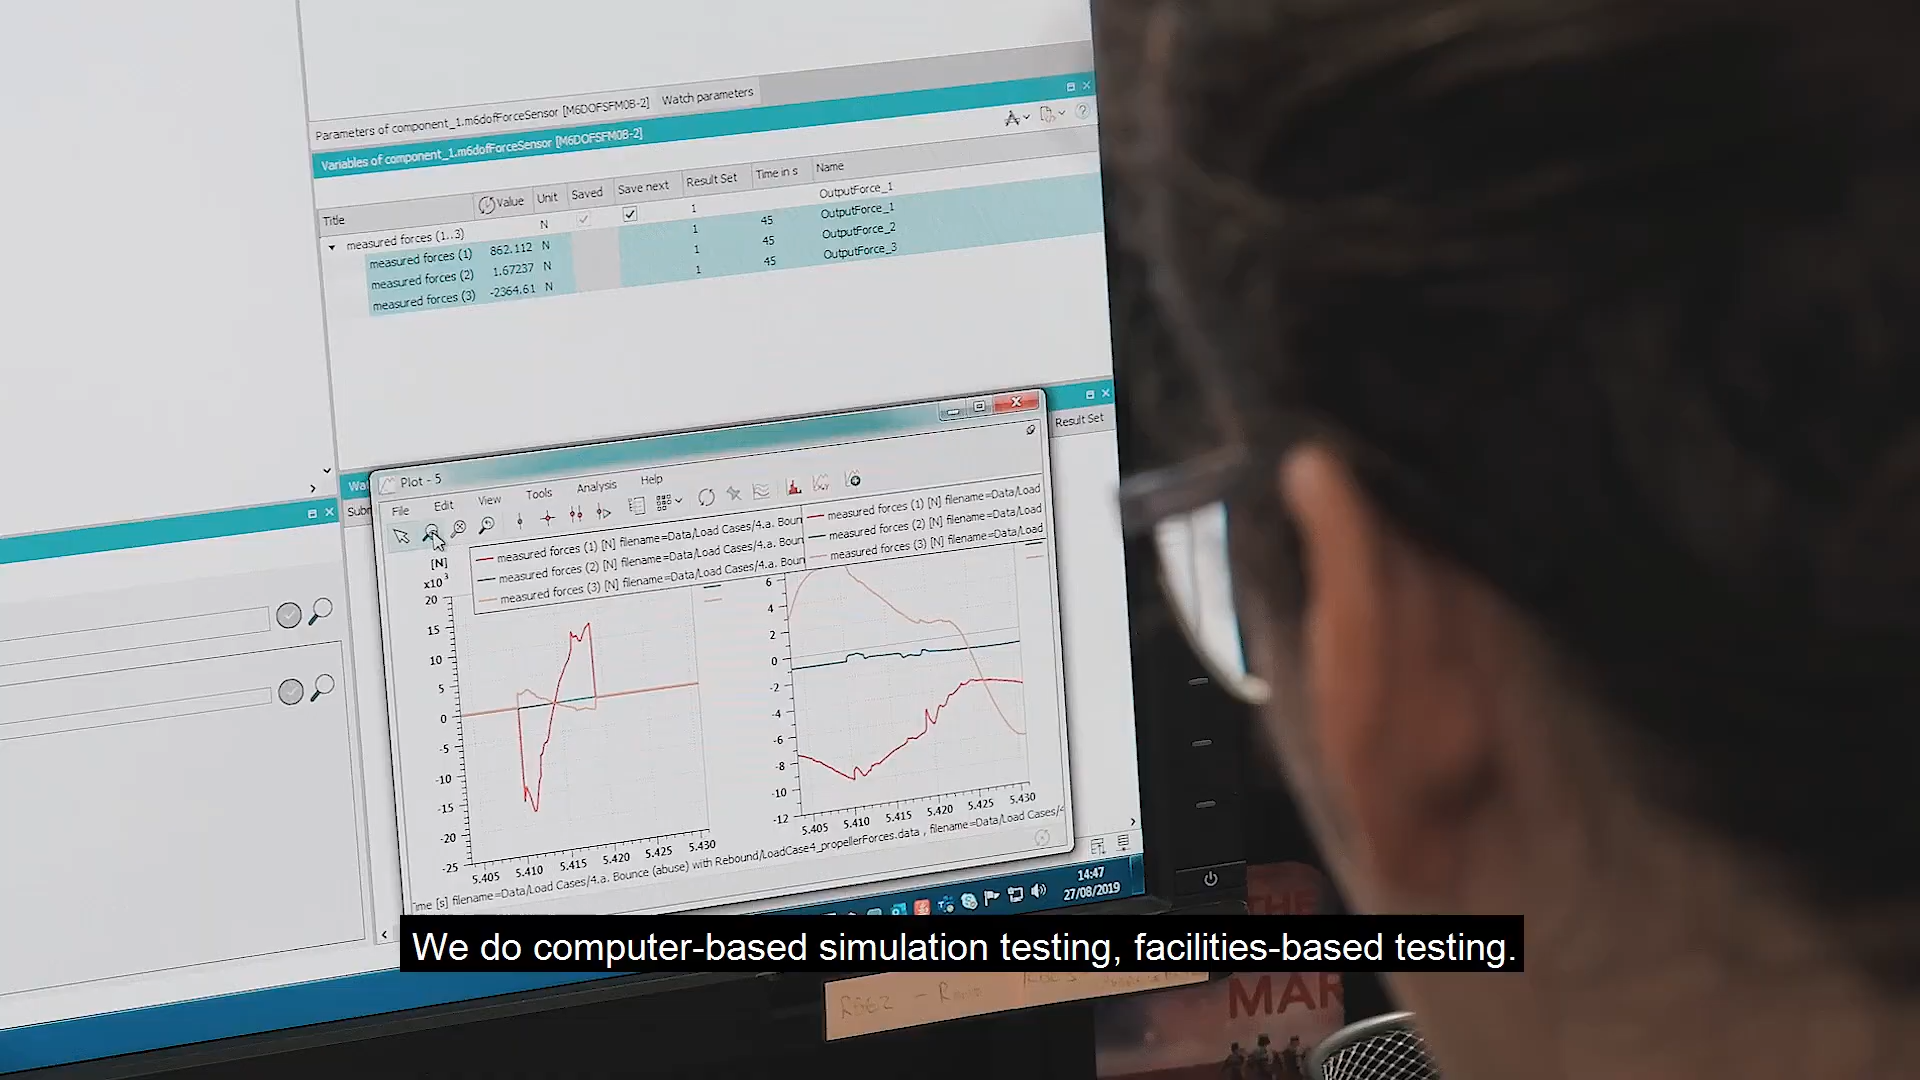 Parameters of component_1.m6dofForceSensor [M6DOFSFM0B-2] Watch parameters
Variables of component_1.m6dofForceSensor [M6DOFSFM0B-2]
Title Value Unit Saved Save next Result Set Time in s Name
measured forces (1..3) N 1 OutputForce_1
measured forces (1) 862.112 N 1 45 OutputForce_1
measured forces (2) 1.67237 N 1 45 OutputForce_2
measured forces (3) -2364.61 N 1 45 OutputForce_3
Result Set
Plot - 5
File Edit View Tools Analysis Help
measured forces (1) [N] filename=Data/Load Cases/4.a. Boun
measured forces (2) [N] filename=Data/Load Cases/4.a. Boun
measured forces (3) [N] filename=Data/Load Cases/4.a. Boun
measured forces (1) [N] filename=Data/Load
measured forces (2) [N] filename=Data/Load
measured forces (3) [N] filename=Data/Load
[N]
x10³
20
15
10
5
0
-5
-10
-15
-20
-25
5.405 5.410 5.415 5.420 5.425 5.430
6
4
2
0
-2
-4
-6
-8
-10
-12
5.405 5.410 5.415 5.420 5.425 5.430
Time [s] filename=Data/Load Cases/4.a. Bounce (abuse) with Rebound/LoadCase4_propellerForces.data , filename=Data/Load Cases/4
14:47
27/08/2019
We do computer-based simulation testing, facilities-based testing.
THE
MAR